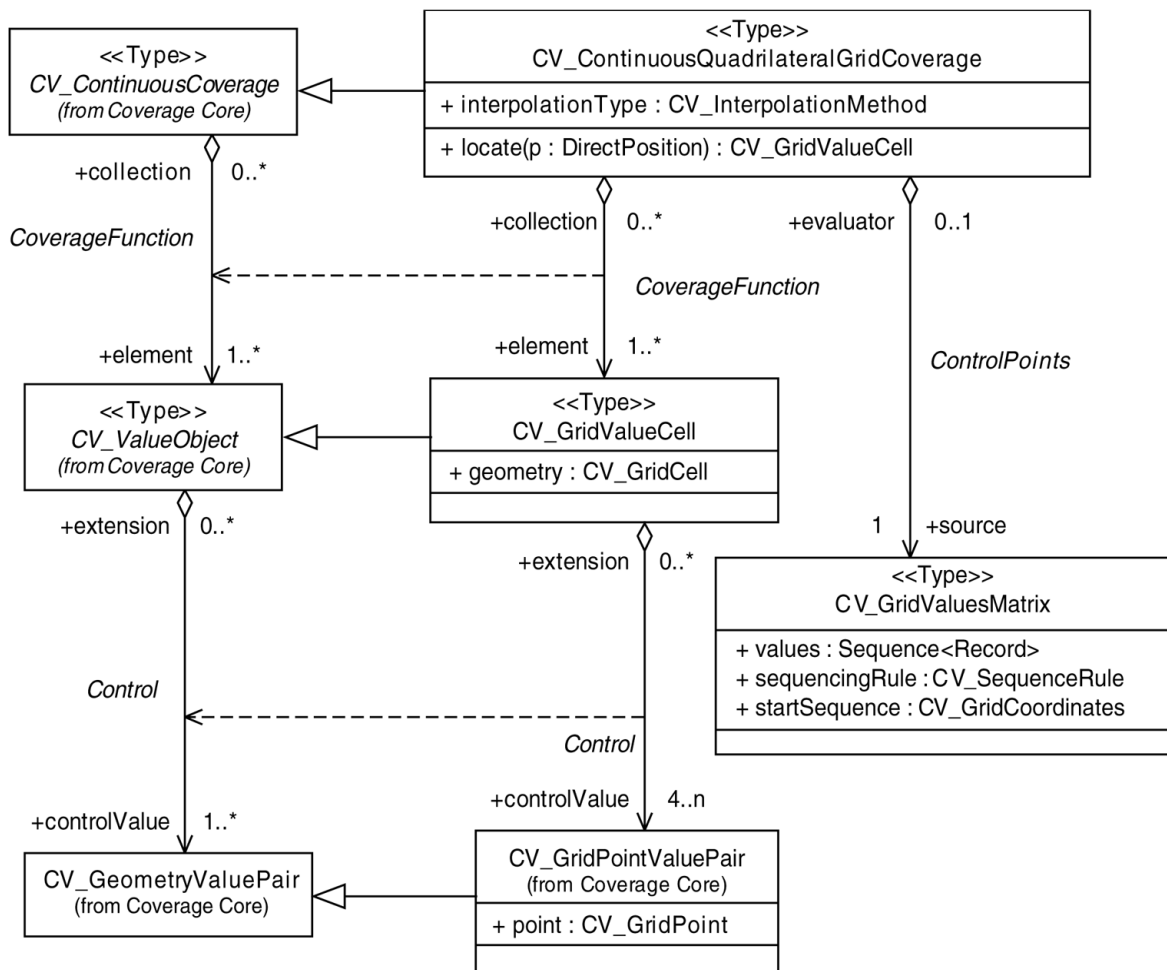 <<Type>>
CV_ContinuousCoverage
(from Coverage Core)
<<Type>>
CV_ContinuousQuadrilateralGridCoverage
+ interpolationType : CV_InterpolationMethod
+ locate(p : DirectPosition) : CV_GridValueCell
+collection
0..*
+collection
0..*
+evaluator
0..1
CoverageFunction
CoverageFunction
+element
1..*
+element
1..*
ControlPoints
<<Type>>
CV_ValueObject
(from Coverage Core)
<<Type>>
CV_GridValueCell
+ geometry : CV_GridCell
+extension
0..*
+extension
0..*
1
+source
<<Type>>
CV_GridValuesMatrix
+ values : Sequence<Record>
+ sequencingRule : CV_SequenceRule
+ startSequence : CV_GridCoordinates
Control
Control
+controlValue
1..*
+controlValue
4..n
CV_GeometryValuePair
(from Coverage Core)
CV_GridPointValuePair
(from Coverage Core)
+ point : CV_GridPoint